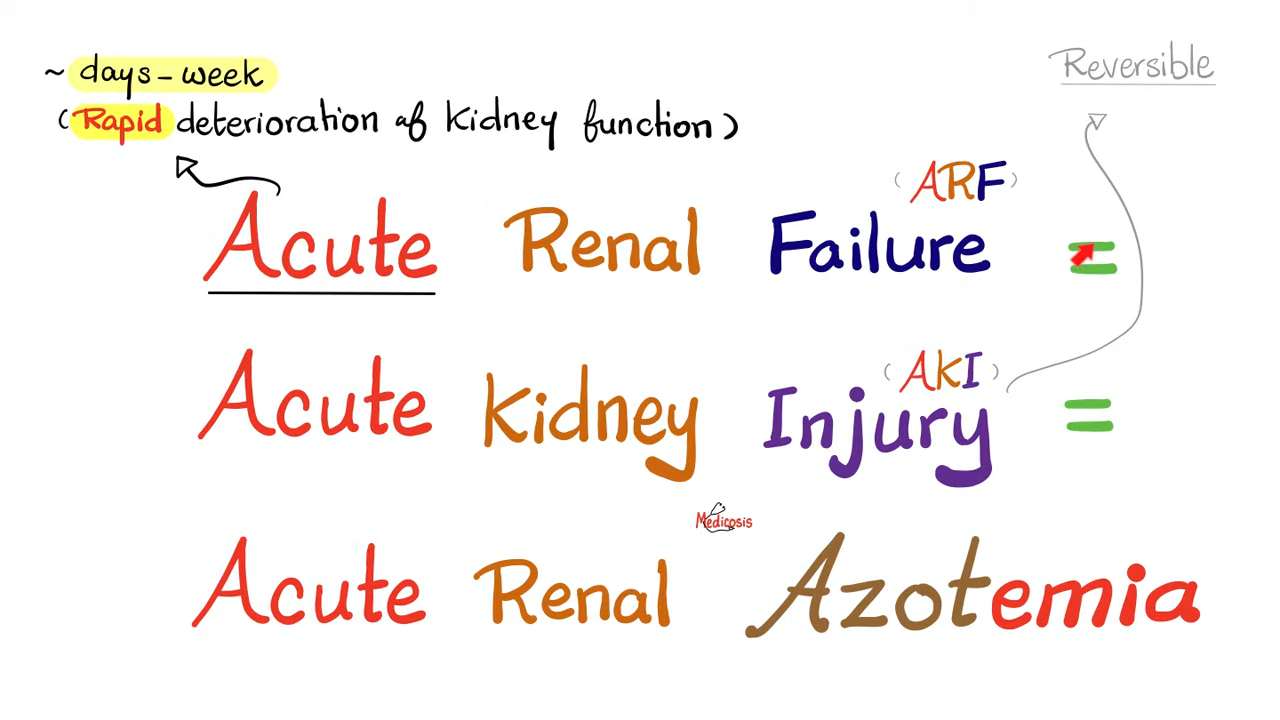 ~ days - week
Reversible
(Rapid deterioration of Kidney function)
(ARF)
Acute Renal Failure =
(AKI)
Acute Kidney Injury =
Medicosis
Acute Renal Azotemia